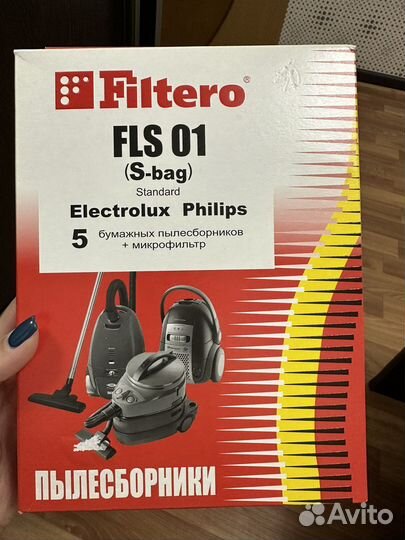 Filtero®
FLS 01
(S-bag)
Standard
Electrolux Philips
5 бумажных пылесборников
+ микрофильтр
ПЫЛЕСБОРНИКИ
Avito